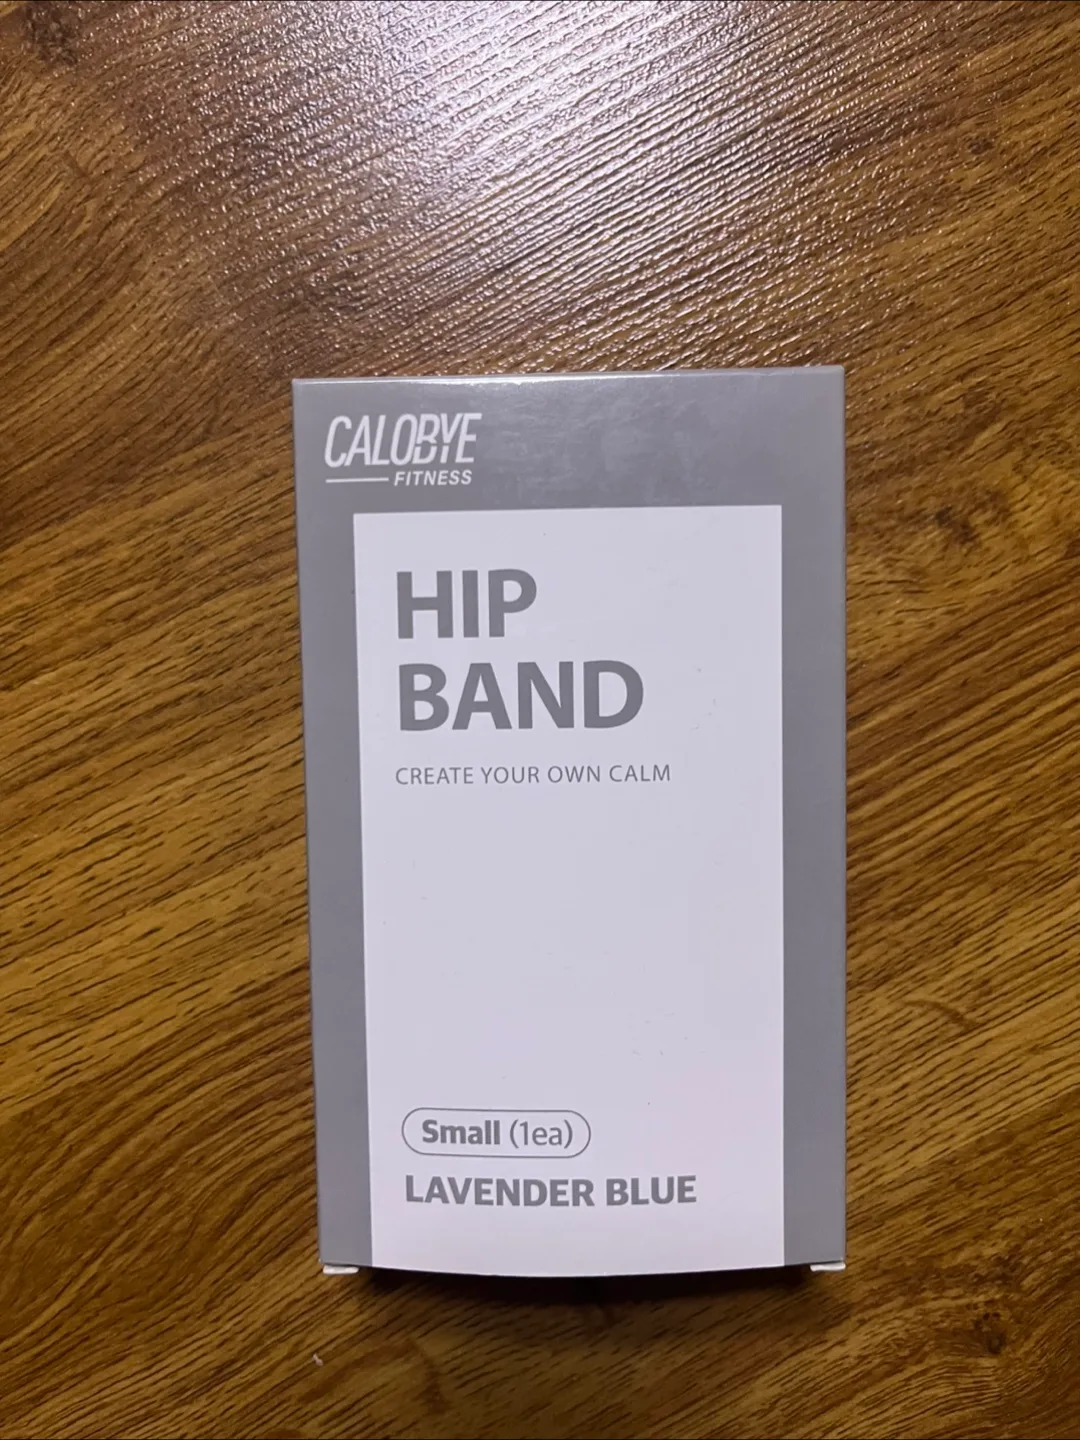 CALOBYE
FITNESS
HIP
BAND
CREATE YOUR OWN CALM
Small (1ea)
LAVENDER BLUE